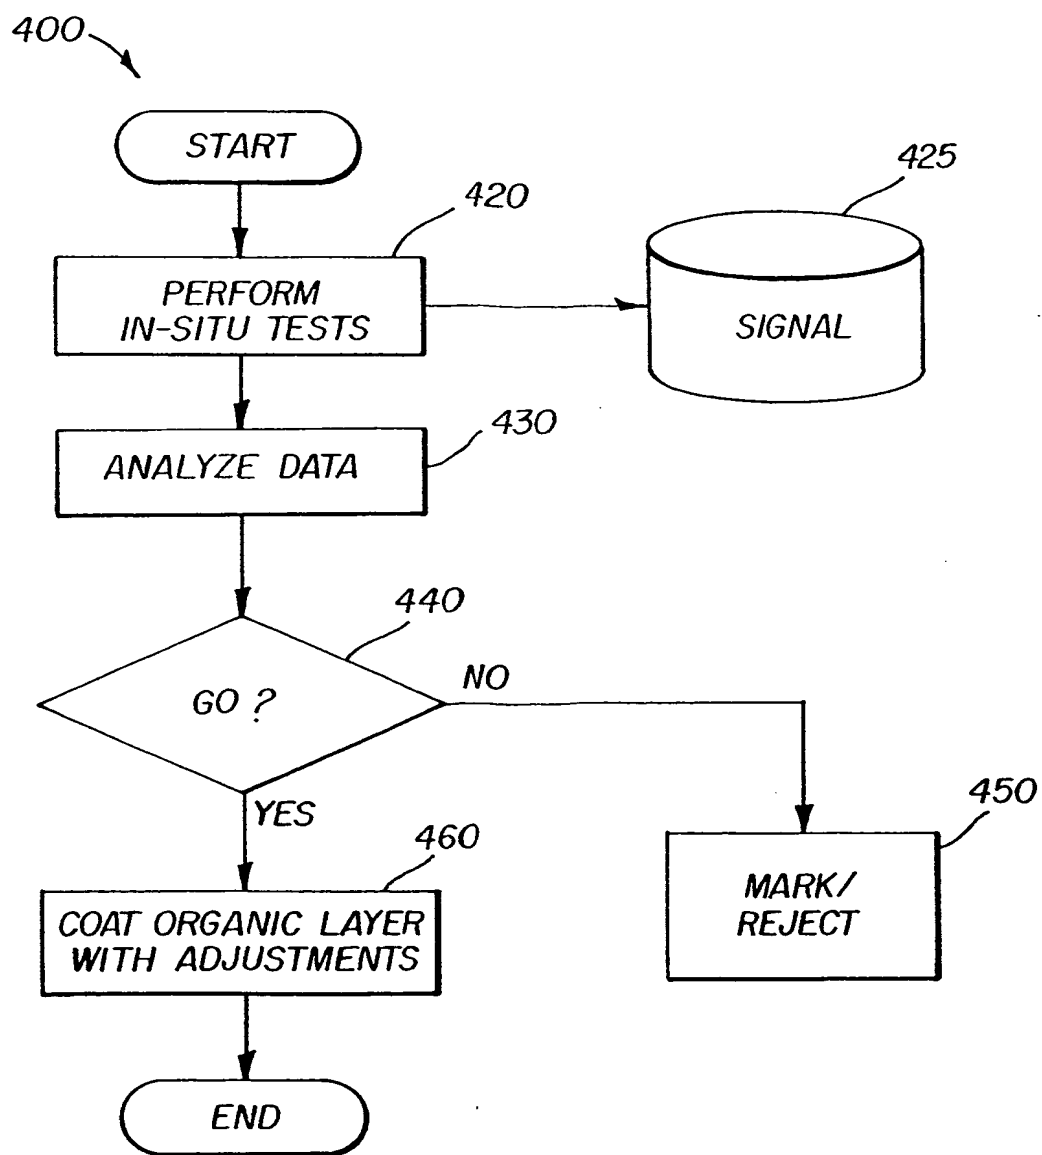 400
START
420
425
PERFORM
IN-SITU TESTS
SIGNAL
430
ANALYZE DATA
440
GO ?
NO
YES
450
460
MARK/
REJECT
COAT ORGANIC LAYER
WITH ADJUSTMENTS
END